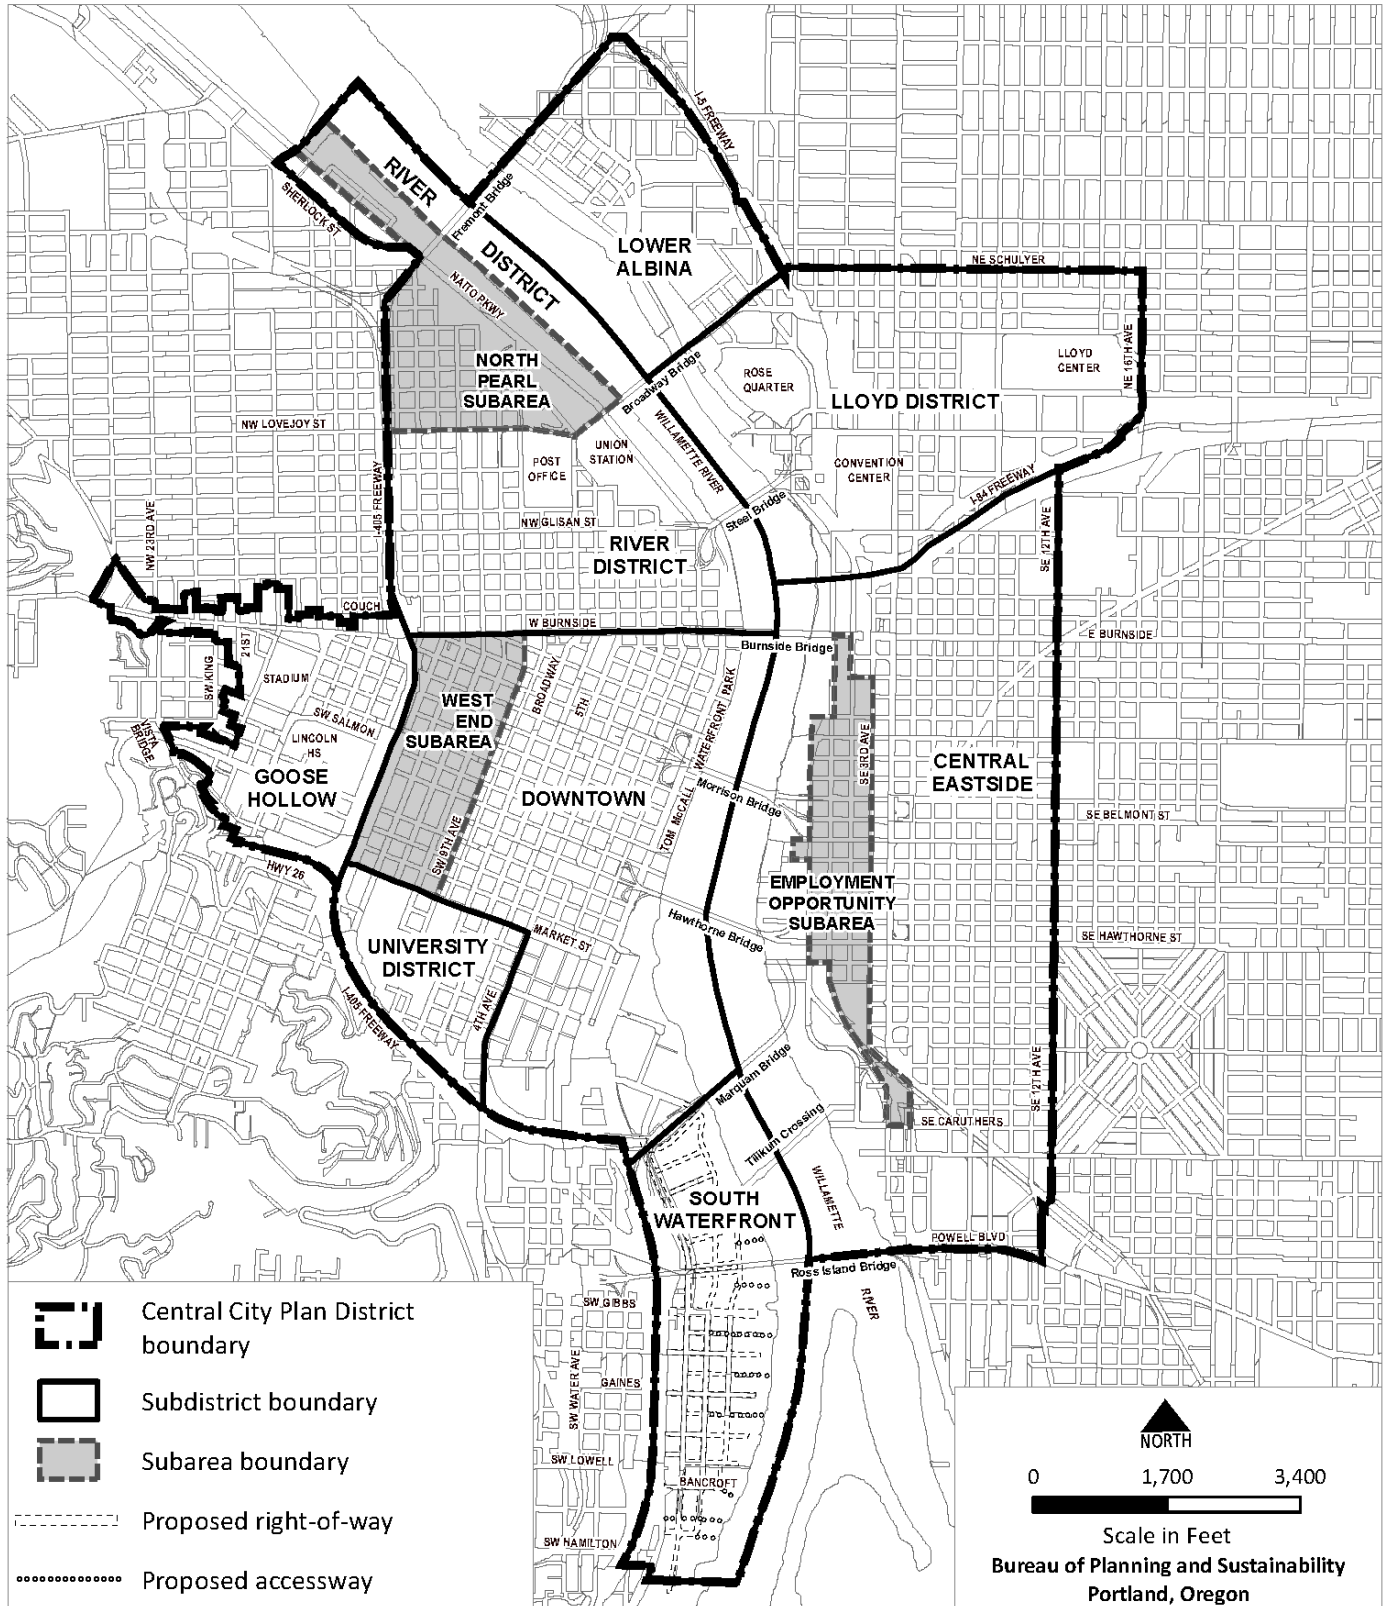 I-5 FREEWAY
RIVER
DISTRICT
SHERLOCK ST
Fremont Bridge
LOWER
ALBINA
NE SCHULYER
NAITO PKWY
NORTH
PEARL
SUBAREA
Broadway Bridge
ROSE
QUARTER
LLOYD
CENTER
NE 16TH AVE
LLOYD DISTRICT
NW LOVEJOY ST
UNION
STATION
WILLAMETTE RIVER
POST
OFFICE
CONVENTION
CENTER
I-84 FREEWAY
I-405 FREEWAY
NW 23RD AVE
NW GLISAN ST
Steel Bridge
RIVER
DISTRICT
SE 12TH AVE
COUCH
W BURNSIDE
E BURNSIDE
Burnside Bridge
21ST
SW KING
STADIUM
WEST
END
SUBAREA
BROADWAY
5TH
TOM McCALL WATERFRONT PARK
SW SALMON
VISTA
BRIDGE
LINCOLN
HS
SE 3RD AVE
GOOSE
HOLLOW
DOWNTOWN
Morrison Bridge
CENTRAL
EASTSIDE
SE BELMONT ST
SW 9TH AVE
HWY 26
EMPLOYMENT
OPPORTUNITY
SUBAREA
Hawthorne Bridge
MARKET ST
SE HAWTHORNE ST
UNIVERSITY
DISTRICT
I-405 FREEWAY
4TH AVE
Marquam Bridge
SE 12TH AVE
SE CARUTHERS
Tilikum Crossing
SOUTH
WATERFRONT
WILLAMETTE
RIVER
POWELL BLVD
Ross Island Bridge
SW GIBBS
SW WATER AVE
GAINES
SW LOWELL
BANCROFT
SW HAMILTON
Central City Plan District
boundary
Subdistrict boundary
Subarea boundary
Proposed right-of-way
Proposed accessway
NORTH
0 1,700 3,400
Scale in Feet
Bureau of Planning and Sustainability
Portland, Oregon